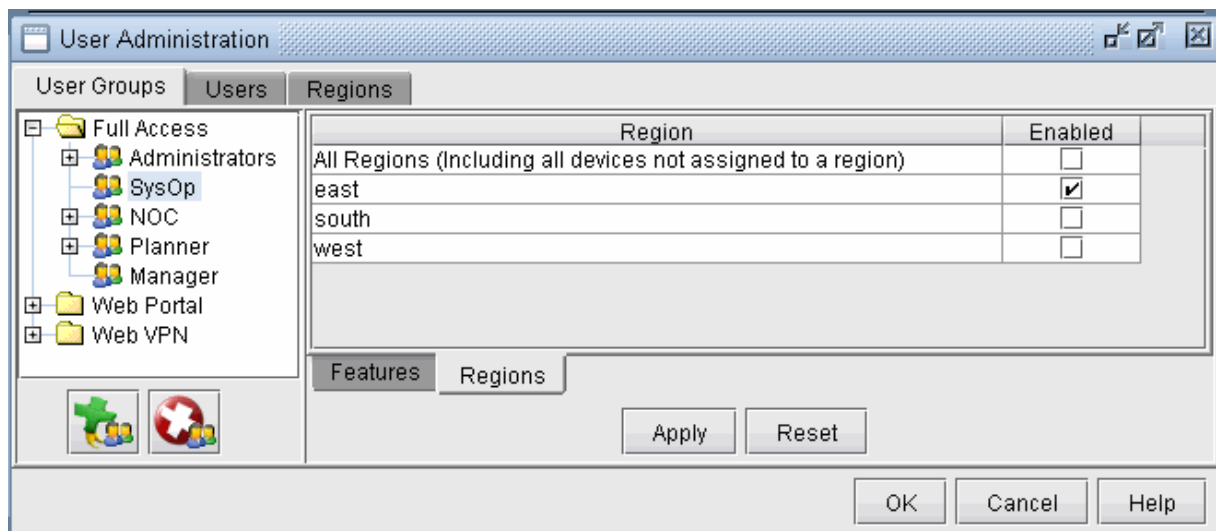 User Administration
User Groups Users Regions
Full Access
Administrators
SysOp
NOC
Planner
Manager
Web Portal
Web VPN
Region Enabled
All Regions (Including all devices not assigned to a region)
east
south
west
Features Regions
Apply Reset
OK Cancel Help